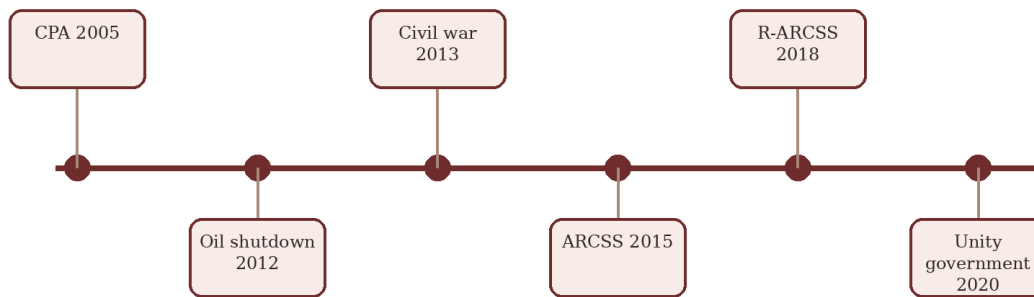 CPA 2005
Oil shutdown
2012
Civil war
2013
ARCSS 2015
R-ARCSS
2018
Unity
government
2020